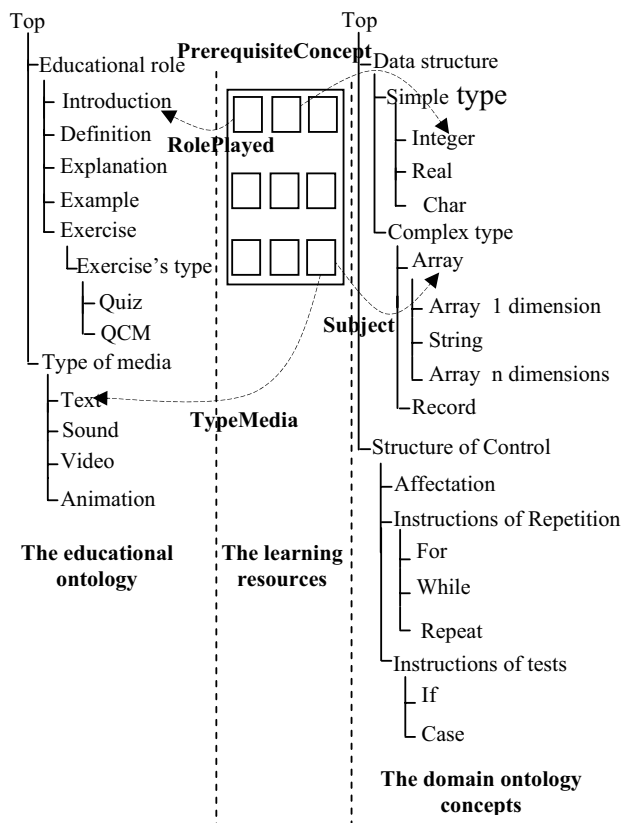 Top
Educational role
Introduction
Definition
Explanation
Example
Exercise
Exercise's type
Quiz
QCM
Type of media
Text
Sound
Video
Animation
The educational
ontology
PrerequisiteConcept
RolePlayed
Subject
TypeMedia
The learning
resources
Top
Data structure
Simple type
Integer
Real
Char
Complex type
Array
Array 1 dimension
String
Array n dimensions
Record
Structure of Control
Affectation
Instructions of Repetition
For
While
Repeat
Instructions of tests
If
Case
The domain ontology
concepts